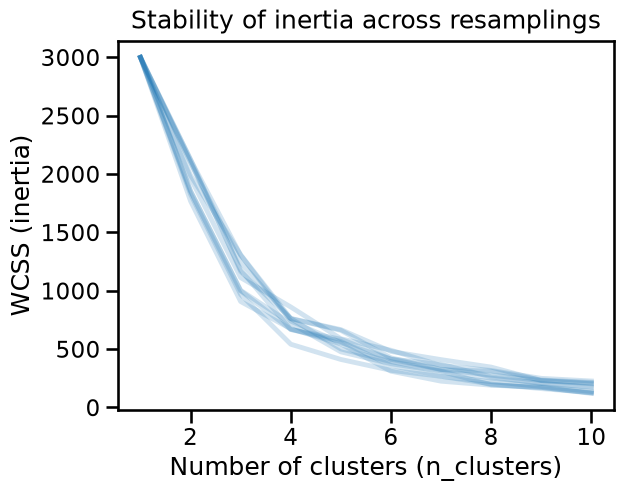 Stability of inertia across resamplings
3000
2500
2000
1500
1000
500
0
WCSS (inertia)
2 4 6 8 10
Number of clusters (n_clusters)